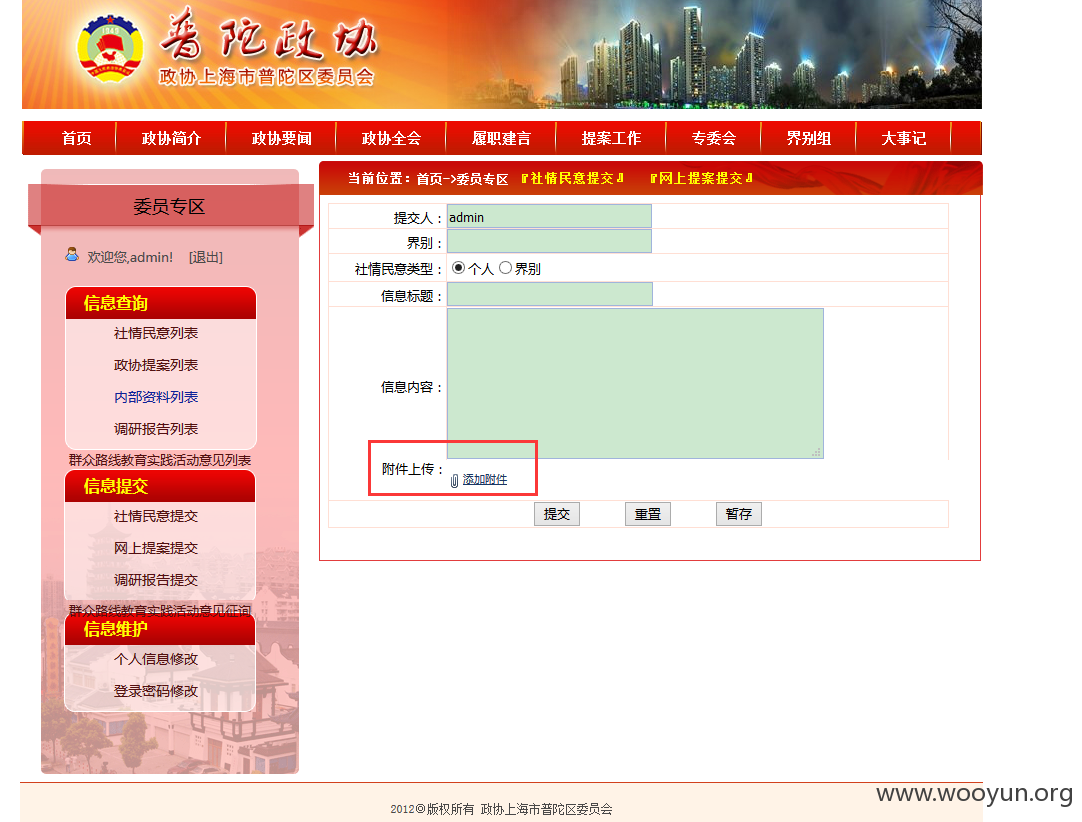 1949
普陀政协
政协上海市普陀区委员会
首页 政协简介 政协要闻 政协全会 履职建言 提案工作 专委会 界别组 大事记
委员专区
欢迎您,admin! [退出]
信息查询
社情民意列表
政协提案列表
内部资料列表
调研报告列表
群众路线教育实践活动意见列表
信息提交
社情民意提交
网上提案提交
调研报告提交
群众路线教育实践活动意见征询
信息维护
个人信息修改
登录密码修改
当前位置：首页->委员专区 『社情民意提交』 『网上提案提交』
提交人： admin
界别：
社情民意类型： 个人 界别
信息标题：
信息内容：
附件上传：
添加附件
提交 重置 暂存
2012©版权所有 政协上海市普陀区委员会
www.wooyun.org